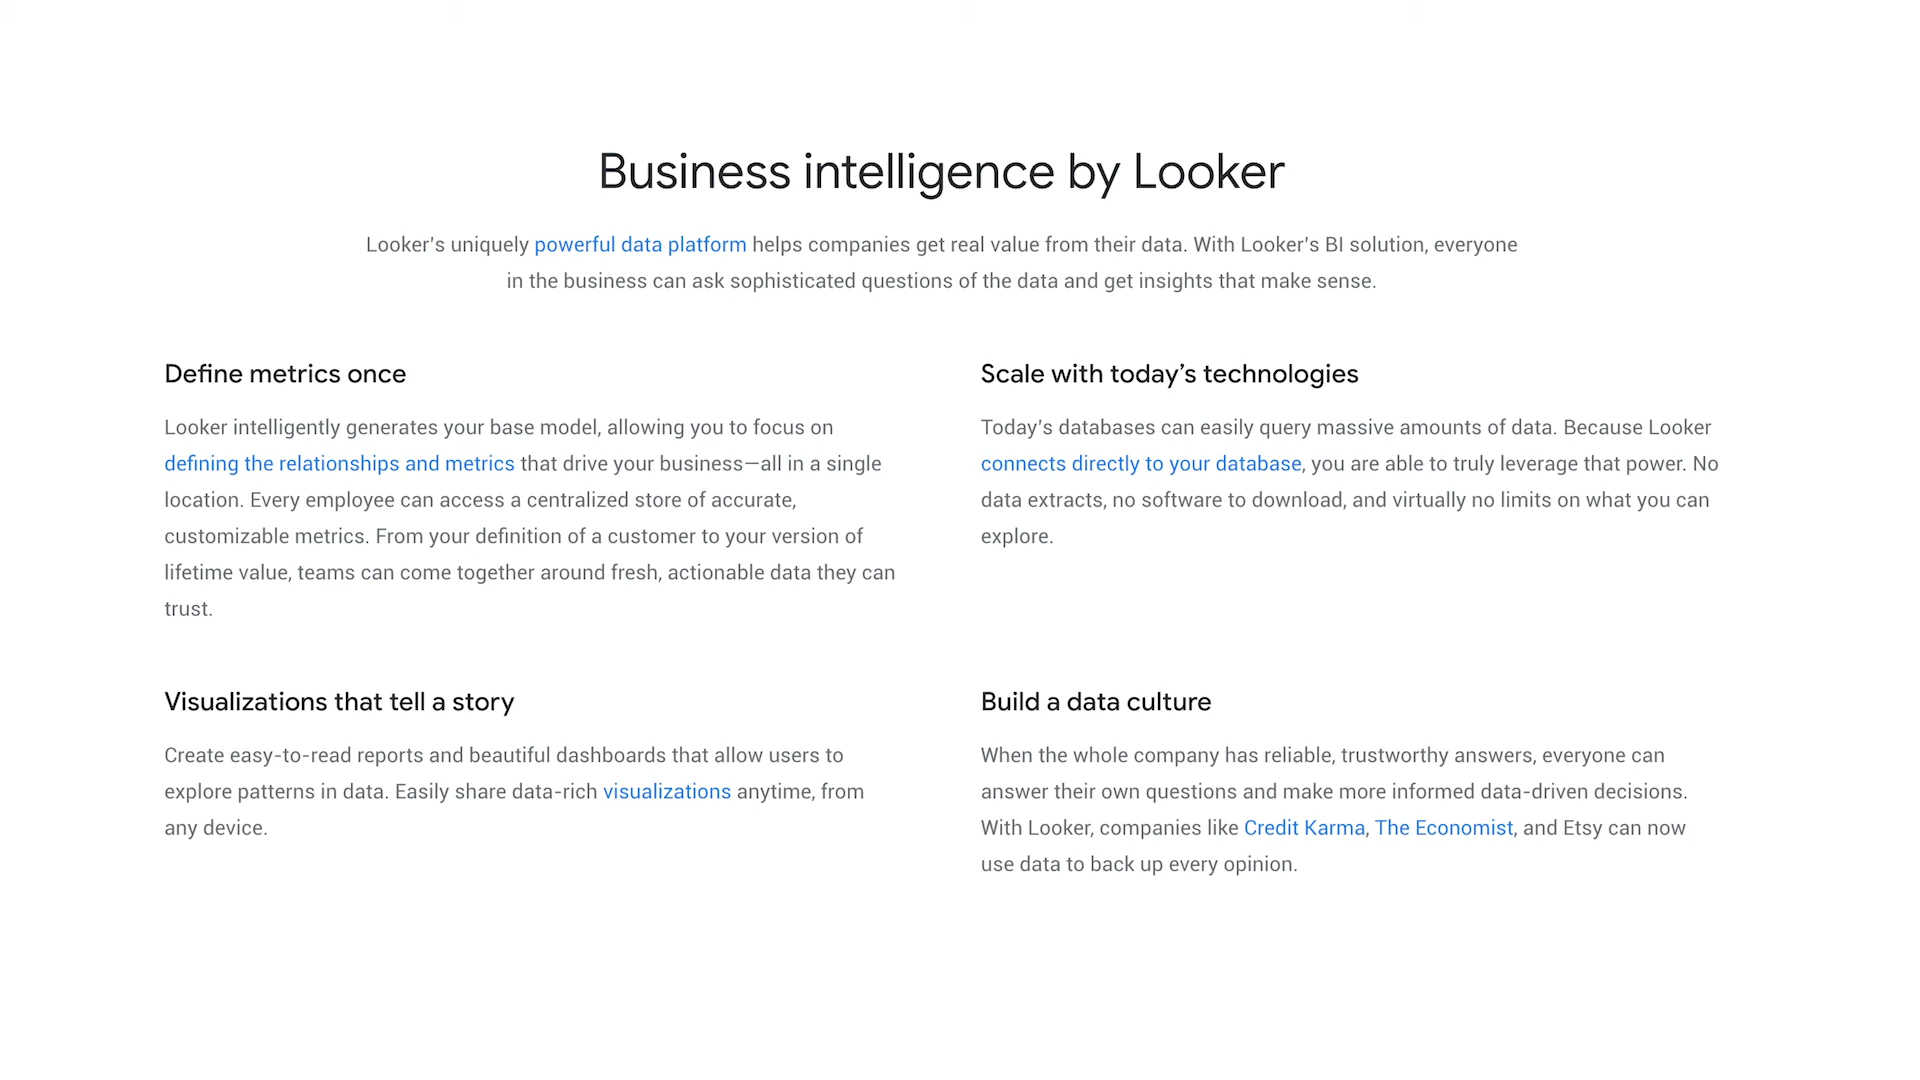 Business intelligence by Looker
Looker's uniquely powerful data platform helps companies get real value from their data. With Looker's BI solution, everyone
in the business can ask sophisticated questions of the data and get insights that make sense.
Define metrics once
Looker intelligently generates your base model, allowing you to focus on
defining the relationships and metrics that drive your business—all in a single
location. Every employee can access a centralized store of accurate,
customizable metrics. From your definition of a customer to your version of
lifetime value, teams can come together around fresh, actionable data they can
trust.
Scale with today’s technologies
Today's databases can easily query massive amounts of data. Because Looker
connects directly to your database, you are able to truly leverage that power. No
data extracts, no software to download, and virtually no limits on what you can
explore.
Visualizations that tell a story
Create easy-to-read reports and beautiful dashboards that allow users to
explore patterns in data. Easily share data-rich visualizations anytime, from
any device.
Build a data culture
When the whole company has reliable, trustworthy answers, everyone can
answer their own questions and make more informed data-driven decisions.
With Looker, companies like Credit Karma, The Economist, and Etsy can now
use data to back up every opinion.